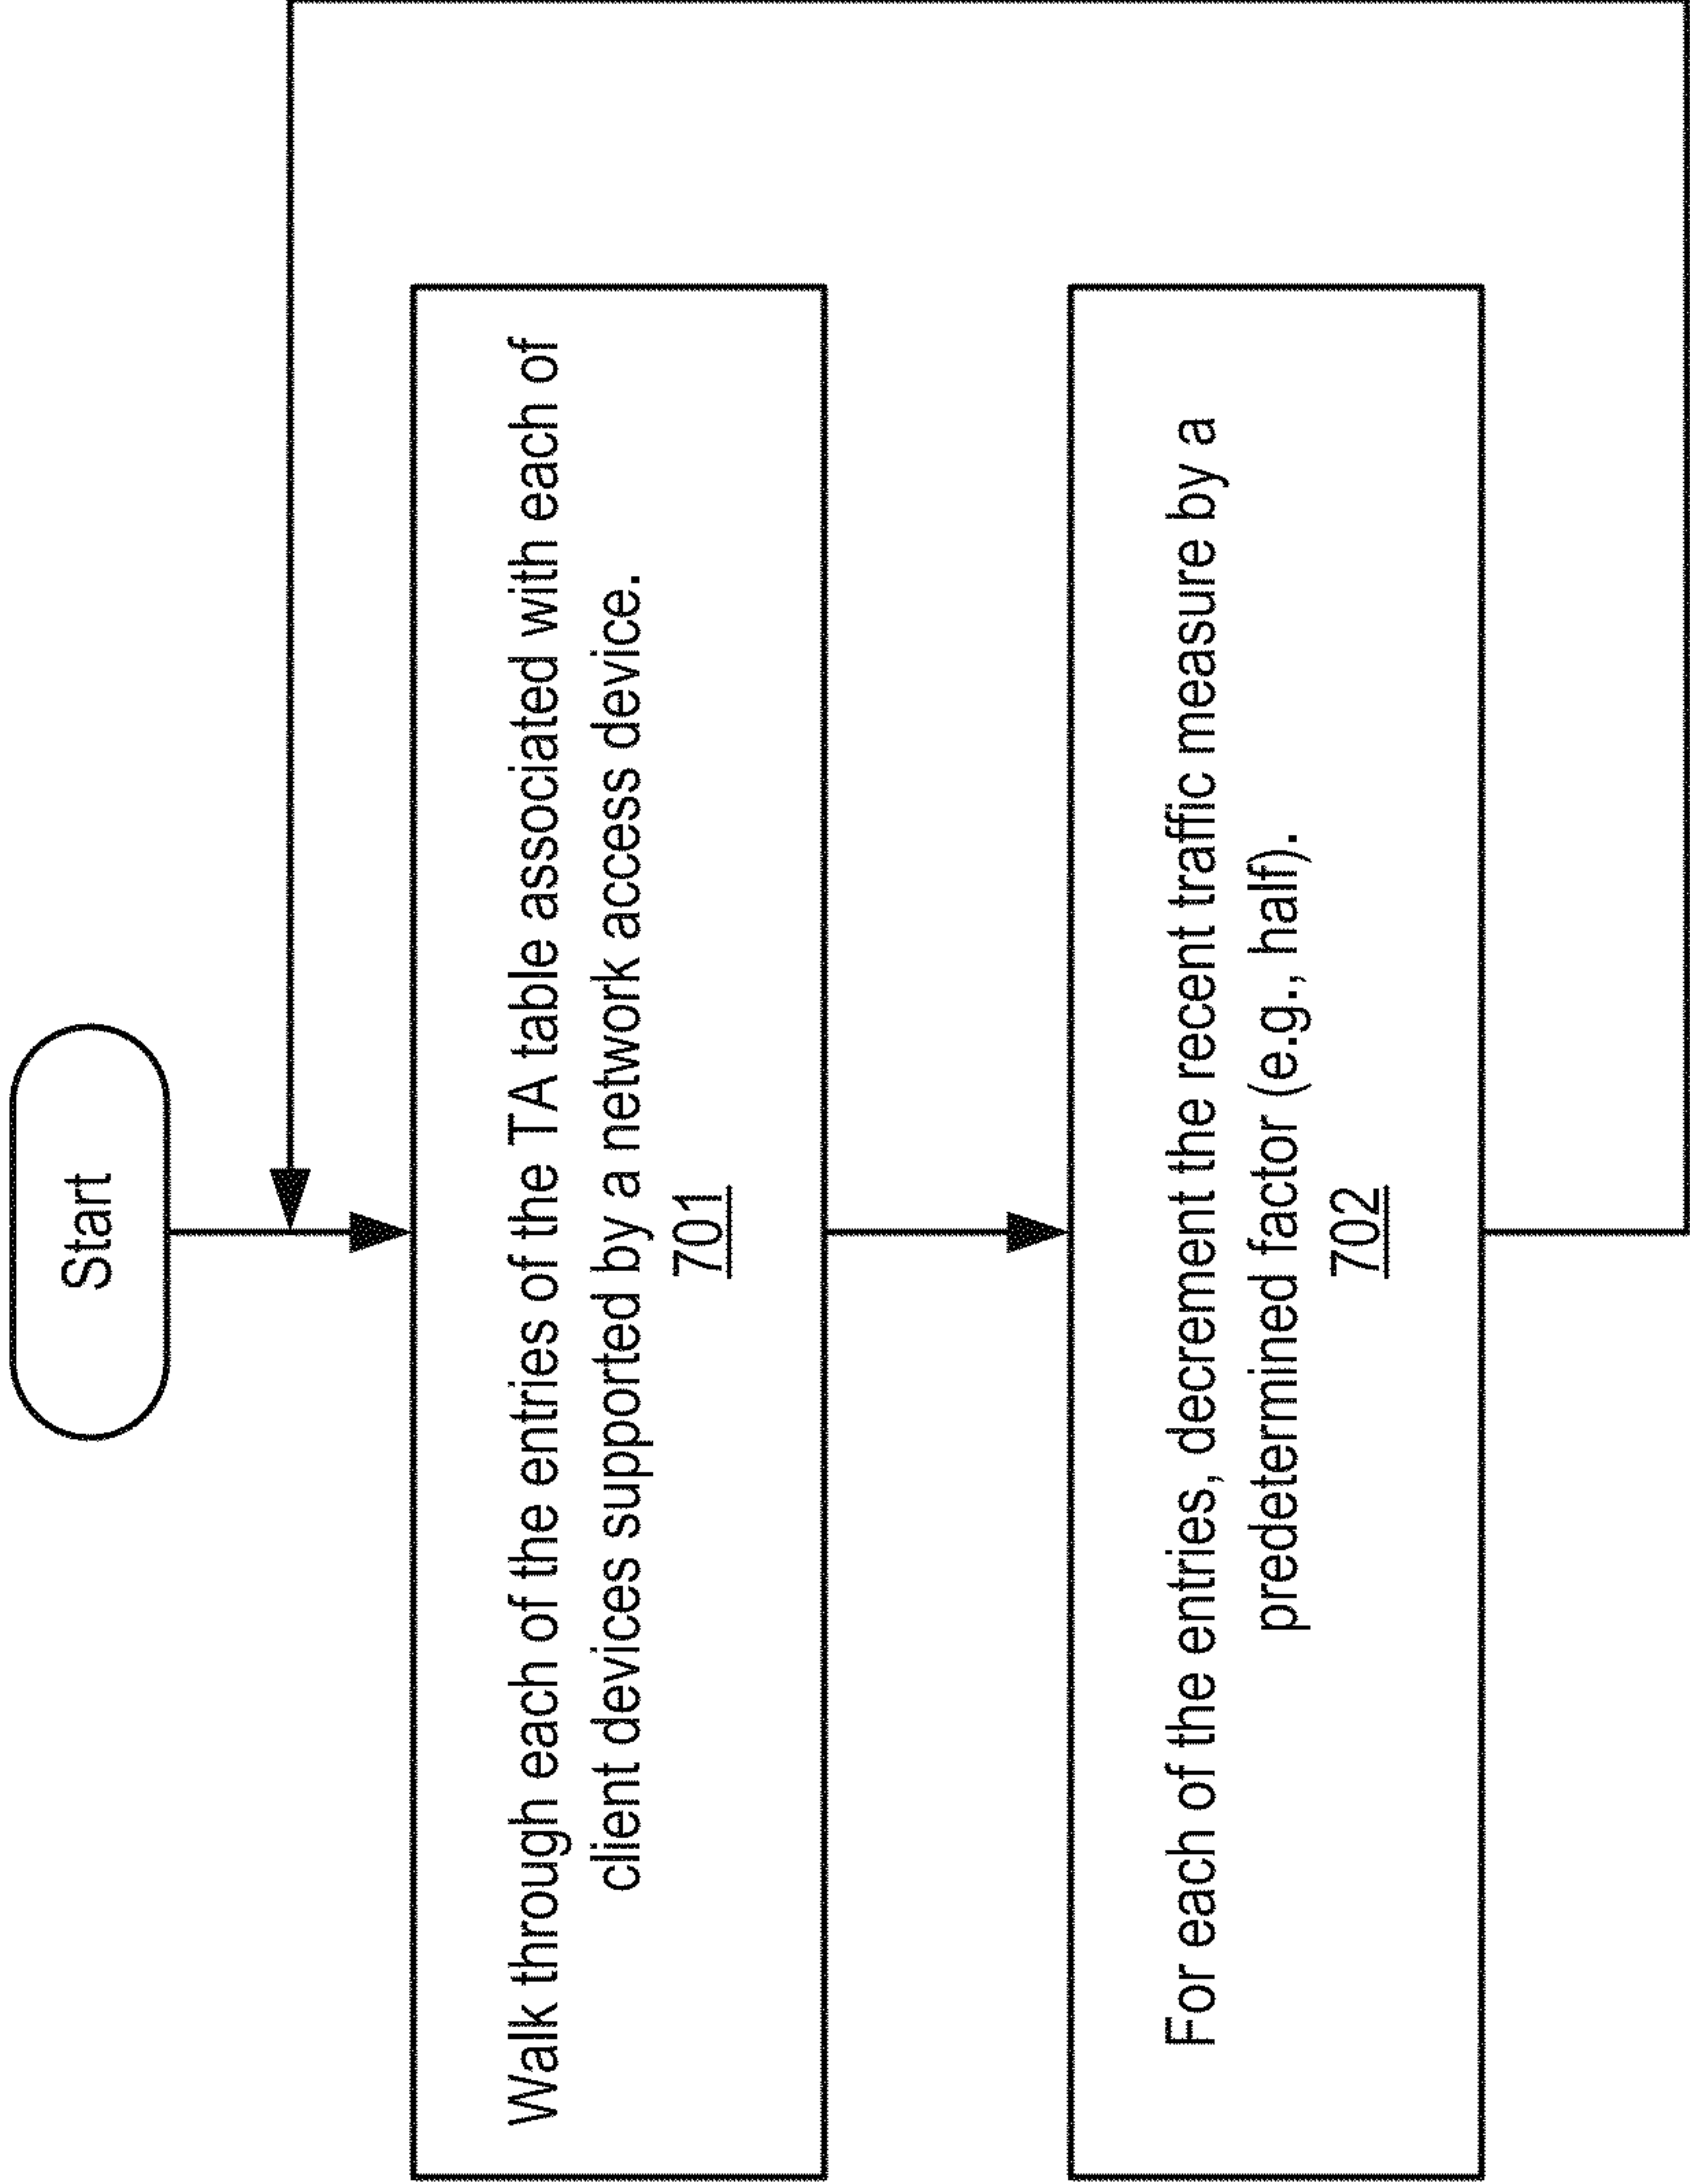 Start
Walk through each of the entries of the TA table associated with each of
client devices supported by a network access device.
701
For each of the entries, decrement the recent traffic measure by a
predetermined factor (e.g., half).
702